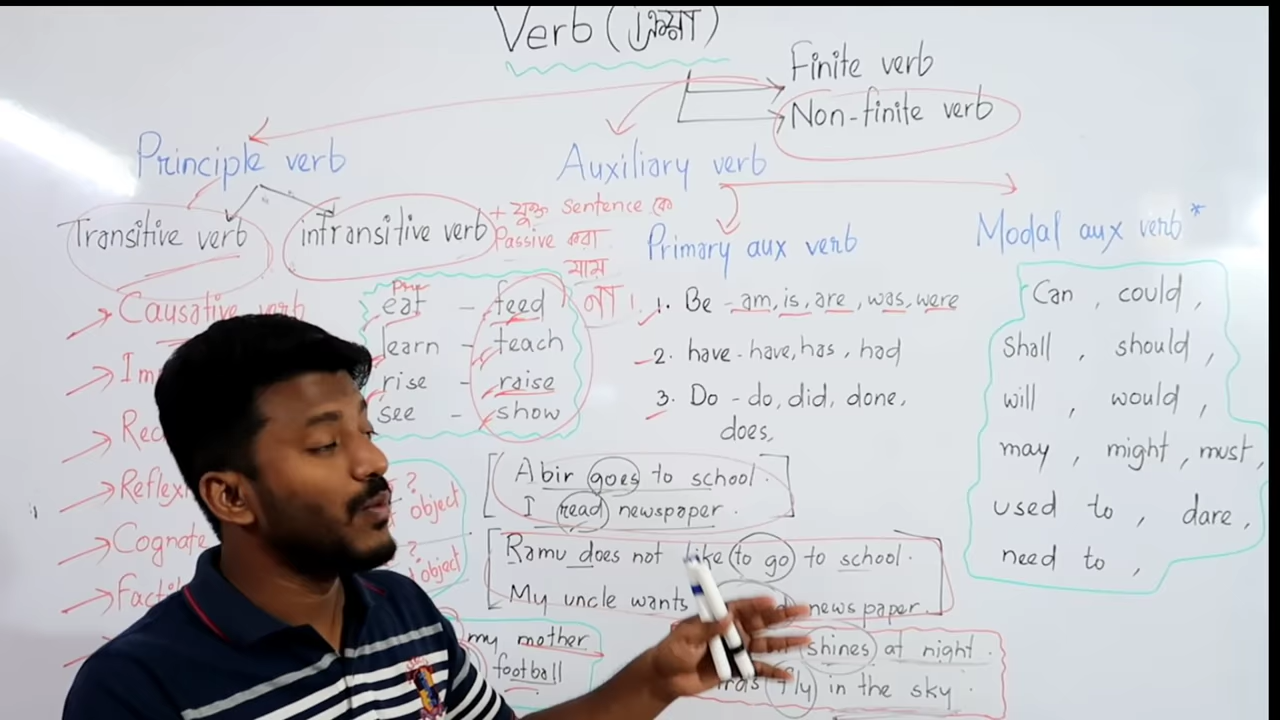 Verb (ক্রিয়া)
Finite verb
Non-finite verb
Principle verb
Auxiliary verb
Transitive verb
intransitive verb
+ যুক্ত Sentence কে
Passive করা
যায়
না!
Primary aux verb
Modal aux verb*
Causative verb
eat - feed
learn - teach
rise - raise
see - show
1. Be - am, is, are, was, were
2. have - have, has, had
3. Do - do, did, done,
does,
Can, could,
Shall, should,
will, would,
may, might, must,
used to, dare,
need to,
Cognate
? object
? object
Abir goes to school.
I read newspaper.
Ramu does not like to go to school.
My uncle wants newspaper.
my mother
football
shines at night.
fly in the sky.